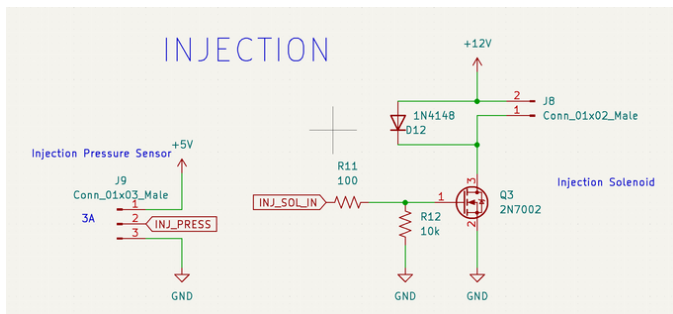 INJECTION
+12V
2
J8
1
Conn_01x02_Male
1N4148
D12
Injection Pressure Sensor
+5V
J9
Conn_01x03_Male
1
3A
2
INJ_PRESS
3
GND
R11
100
INJ_SOL_IN
R12
10k
GND
3
1
2
Q3
2N7002
GND
Injection Solenoid